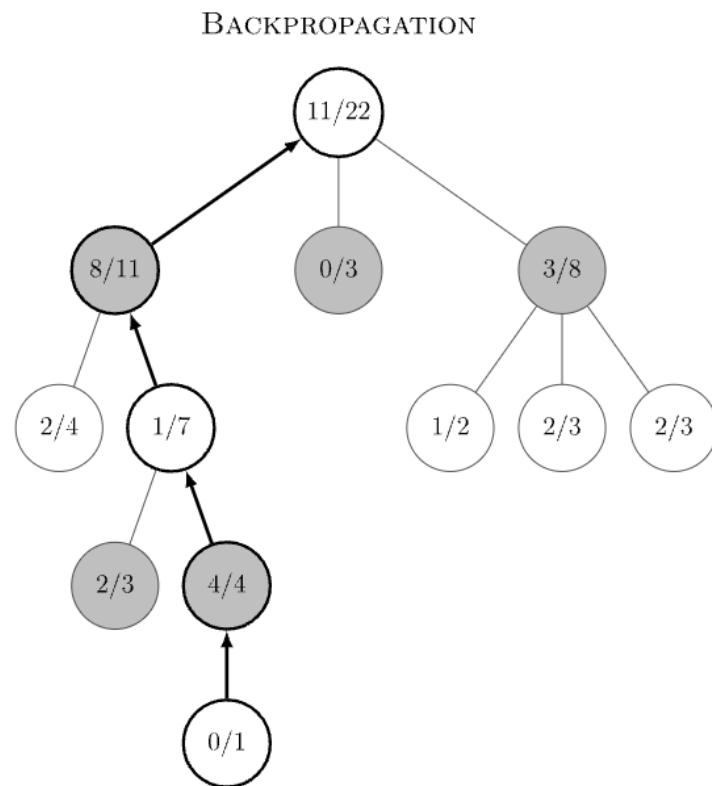 BACKPROPAGATION
11/22
8/11 0/3 3/8
2/4 1/7 1/2 2/3 2/3
2/3 4/4
0/1